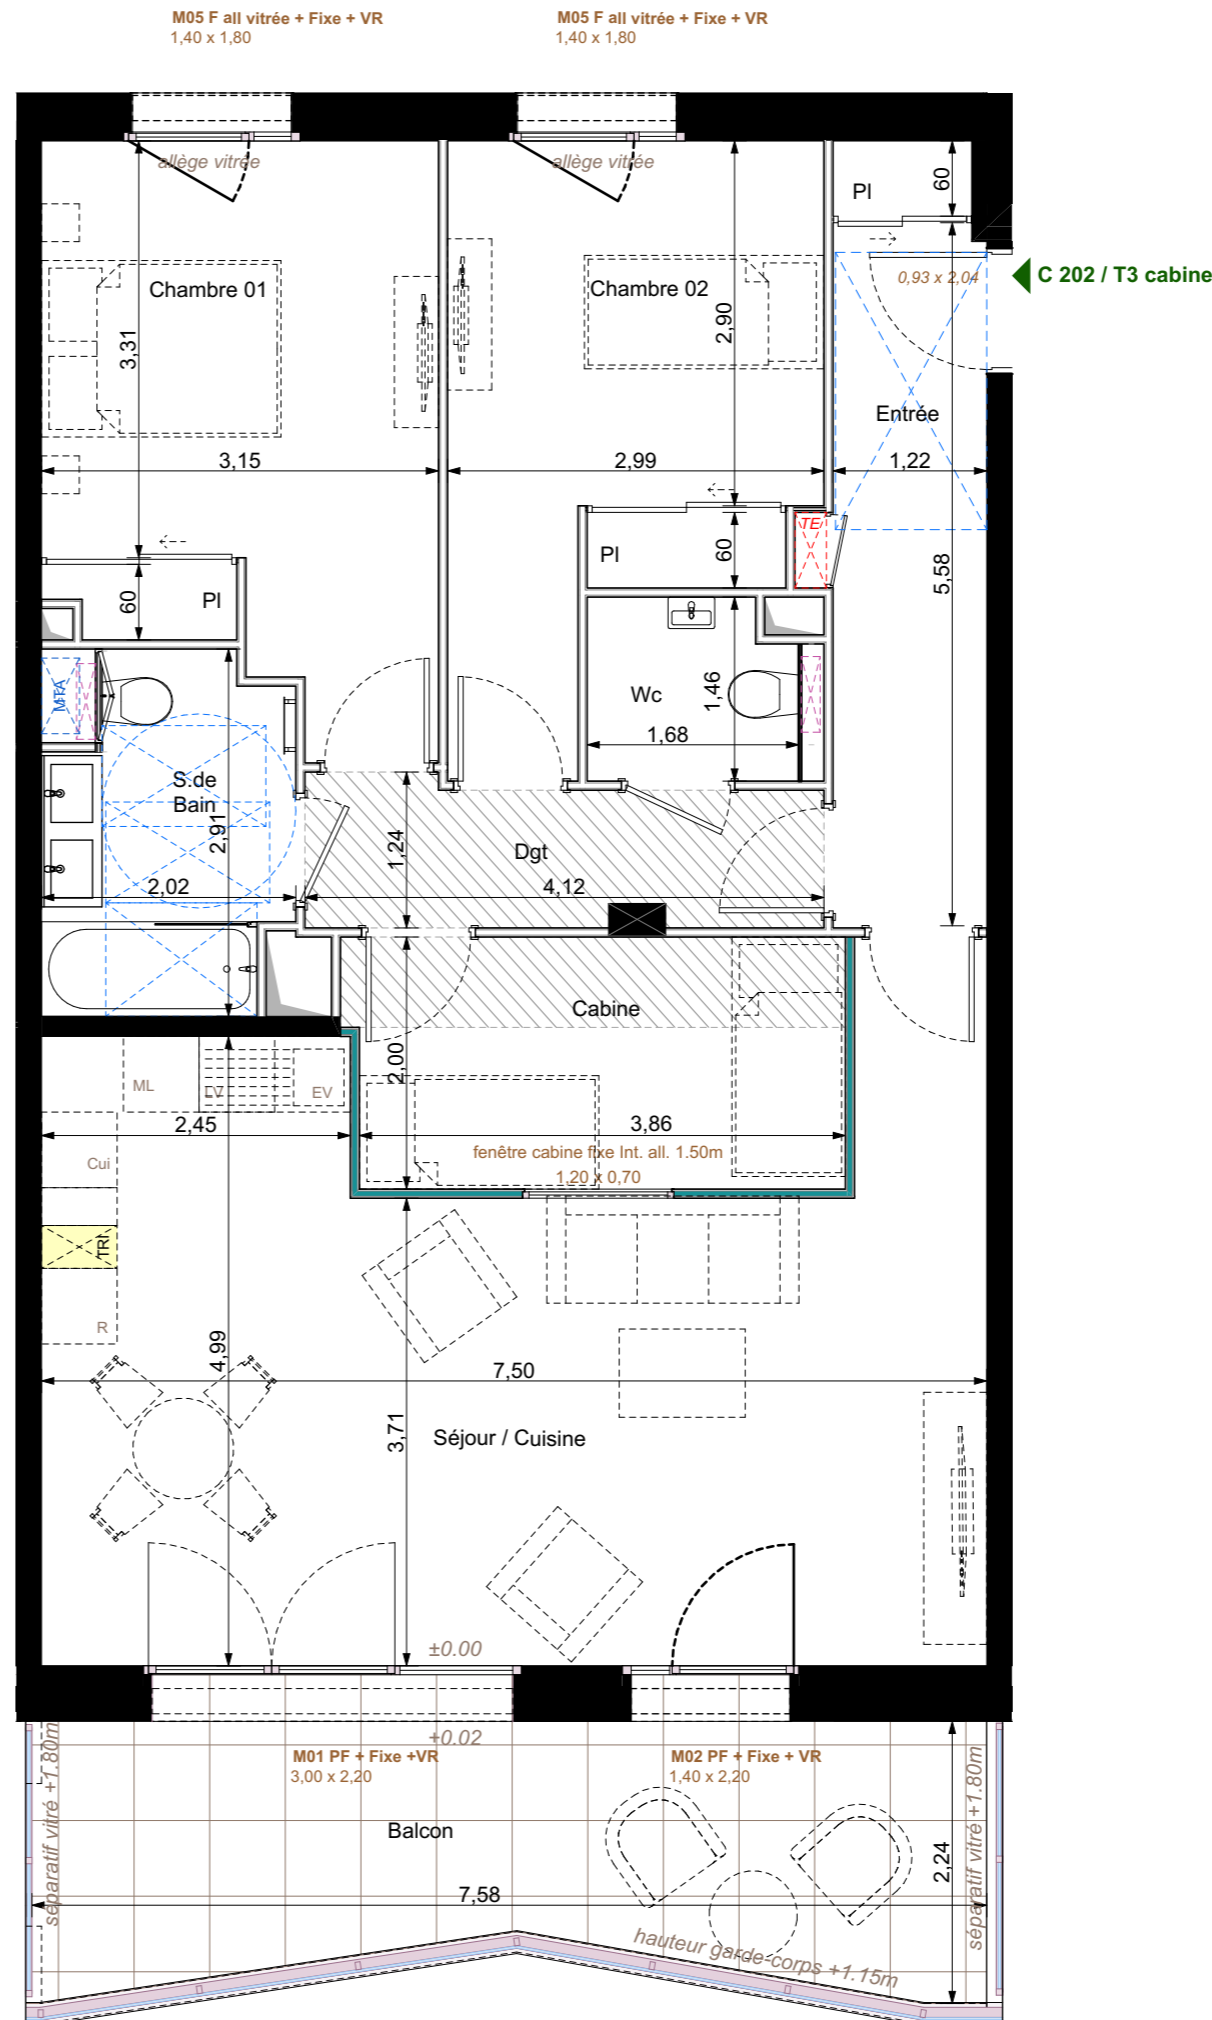 M05 F all vitrée + Fixe + VR
1,40 x 1,80
M05 F all vitrée + Fixe + VR
1,40 x 1,80
allège vitrée
allège vitrée
Pl
60
C 202 / T3 cabine
0,93 x 2,04
Chambre 01
Chambre 02
3,31
2,90
Entrée
3,15
2,99
1,22
TE
Pl
60
5,58
Pl
60
MTA
Wc
1,46
1,68
S.de
Bain
2,91
2,02
1,24
Dgt
4,12
Cabine
2,00
ML
LV
EV
2,45
3,86
fenêtre cabine fixe Int. all. 1.50m
1,20 x 0,70
Cui
TRI
R
4,99
7,50
3,71
Séjour / Cuisine
±0.00
+0.02
M01 PF + Fixe +VR
3,00 x 2,20
M02 PF + Fixe + VR
1,40 x 2,20
séparatif vitré +1.80m
séparatif vitré +1.80m
Balcon
2,24
7,58
hauteur garde-corps +1.15m